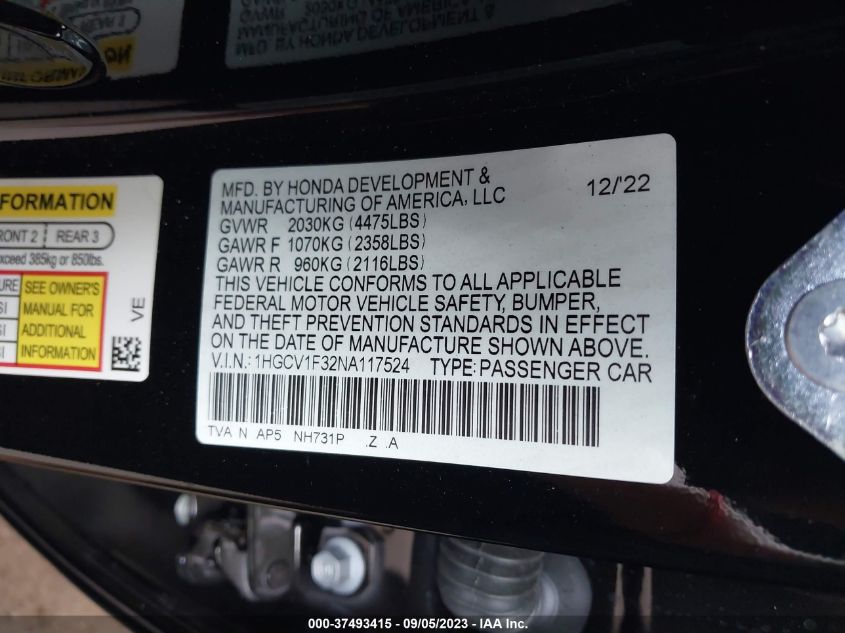 MFD. BY HONDA DEVELOPMENT &
MANUFACTURING OF AMERICA, LLC 12/'22
GVWR 2030KG (4475LBS)
GAWR F 1070KG (2358LBS)
GAWR R 960KG (2116LBS)
THIS VEHICLE CONFORMS TO ALL APPLICABLE
FEDERAL MOTOR VEHICLE SAFETY, BUMPER,
AND THEFT PREVENTION STANDARDS IN EFFECT
ON THE DATE OF MANUFACTURE SHOWN ABOVE.
V.I.N.: 1HGCV1F32NA117524 TYPE: PASSENGER CAR
TVA N AP5 NH731P .Z .A
FRONT 2 REAR 3
exceed 385kg or 850lbs.
SEE OWNER'S
MANUAL FOR
ADDITIONAL
INFORMATION
VE
000-37493415 - 09/05/2023 - IAA Inc.